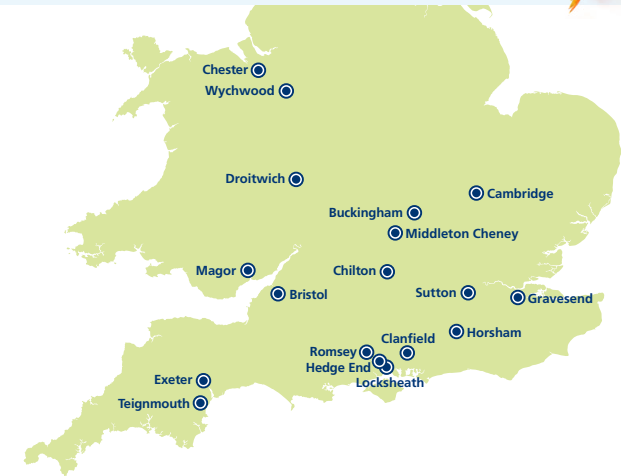 Chester
Wychwood
Droitwich
Cambridge
Buckingham
Middleton Cheney
Magor
Chilton
Bristol
Sutton
Gravesend
Horsham
Clanfield
Romsey
Hedge End
Locksheath
Exeter
Teignmouth